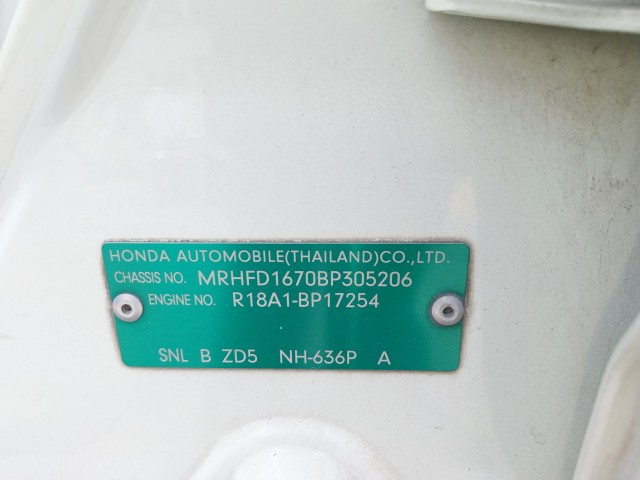 HONDA AUTOMOBILE(THAILAND)CO.,LTD.
CHASSIS NO. MRHFD1670BP305206
ENGINE NO. R18A1-BP17254
SNL B ZD5 NH-636P A